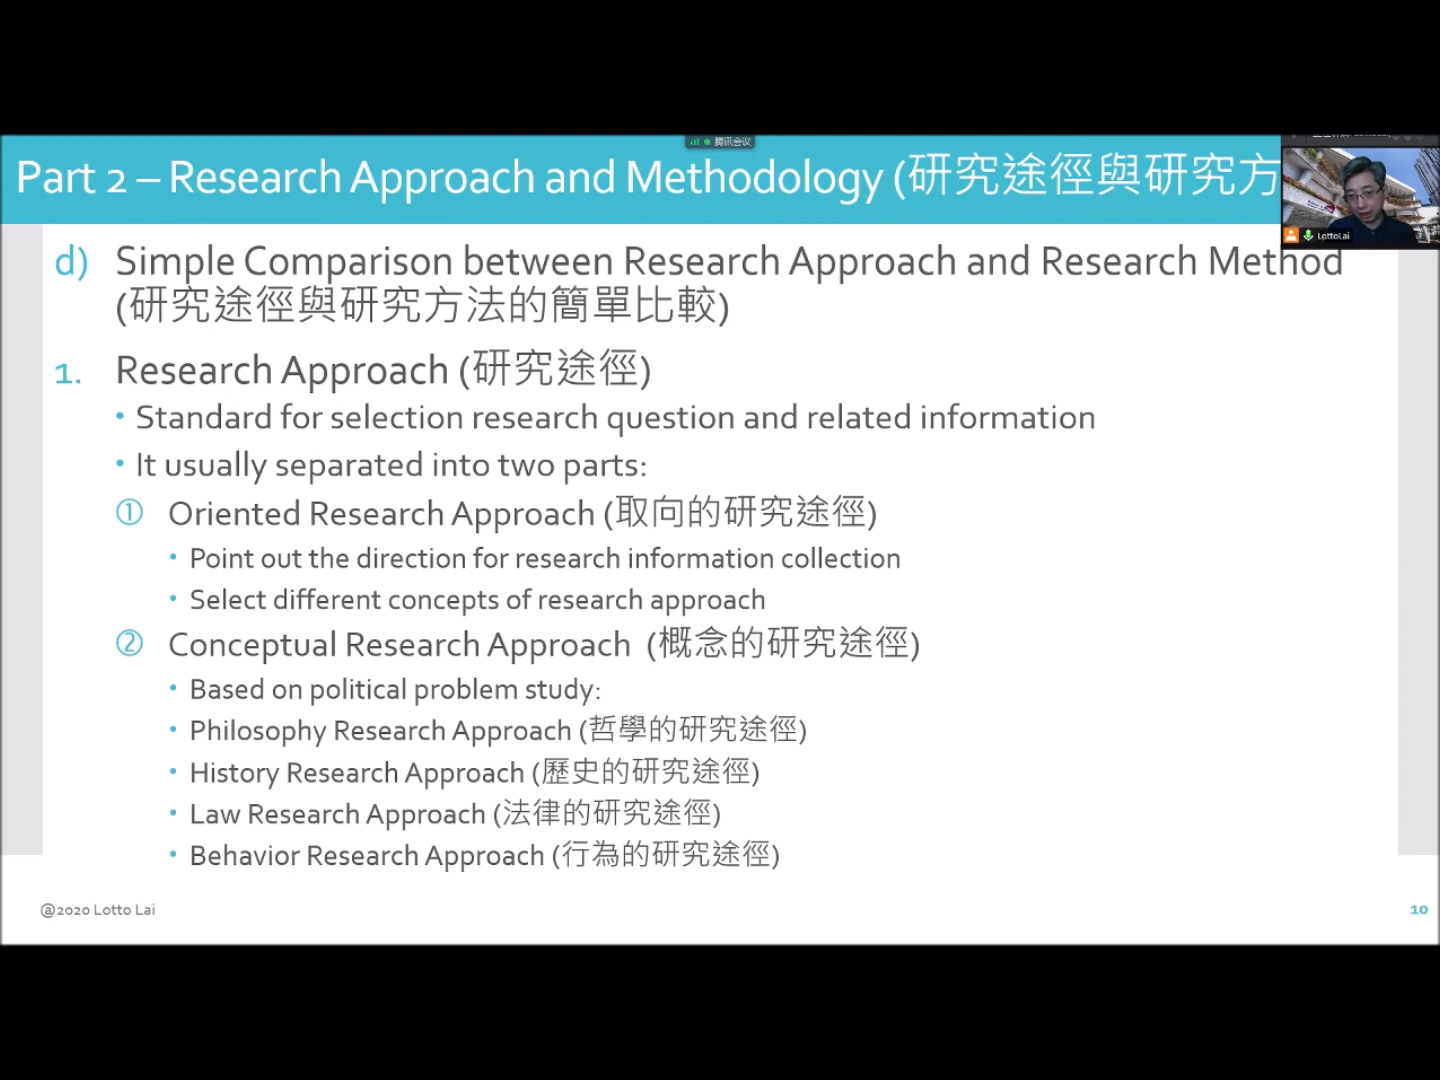 腾讯会议
Part 2 – Research Approach and Methodology (研究途徑與研究方
LottoLai
d) Simple Comparison between Research Approach and Research Method
(研究途徑與研究方法的簡單比較)
1. Research Approach (研究途徑)
• Standard for selection research question and related information
• It usually separated into two parts:
① Oriented Research Approach (取向的研究途徑)
• Point out the direction for research information collection
• Select different concepts of research approach
② Conceptual Research Approach (概念的研究途徑)
• Based on political problem study:
• Philosophy Research Approach (哲學的研究途徑)
• History Research Approach (歷史的研究途徑)
• Law Research Approach (法律的研究途徑)
• Behavior Research Approach (行為的研究途徑)
@2020 Lotto Lai
10